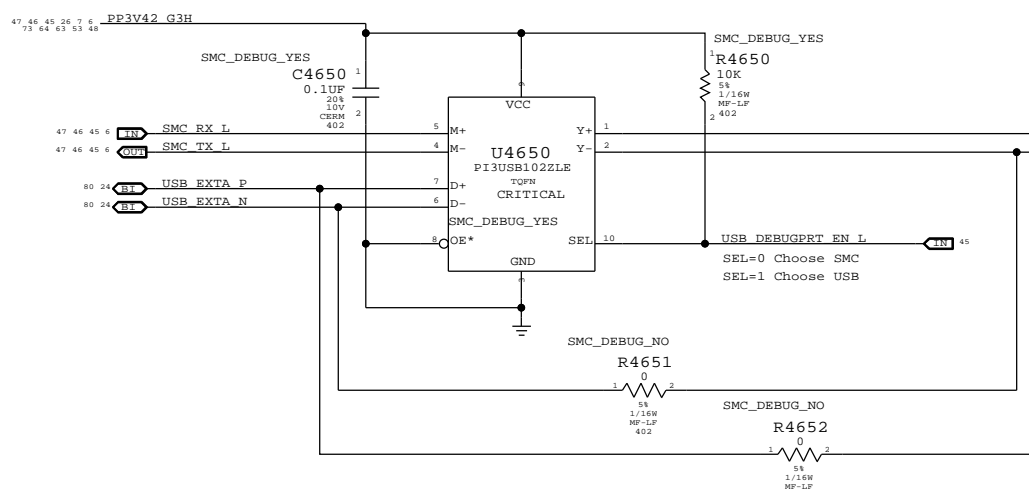 47 46 45 26 7 6
73 64 63 53 48
PP3V42 G3H
SMC_DEBUG_YES
C4650
0.1UF
20%
10V
CERM
402
1
2
SMC_DEBUG_YES
R4650
10K
5%
1/16W
MF-LF
402
1
2
9
VCC
47 46 45 6 IN SMC_RX_L 5 M+
47 46 45 6 OUT SMC_TX_L 4 M-
80 24 BI USB_EXTA_P 7 D+
80 24 BI USB_EXTA_N 6 D-
Y+ 1
Y- 2
U4650
PI3USB102ZLE
TQFN
CRITICAL
SMC_DEBUG_YES
8 OE*
SEL 10
USB_DEBUGPRT_EN_L IN 45
SEL=0 Choose SMC
SEL=1 Choose USB
GND
3
SMC_DEBUG_NO
R4651
0
1 2
5%
1/16W
MF-LF
402
SMC_DEBUG_NO
R4652
0
1 2
5%
1/16W
MF-LF